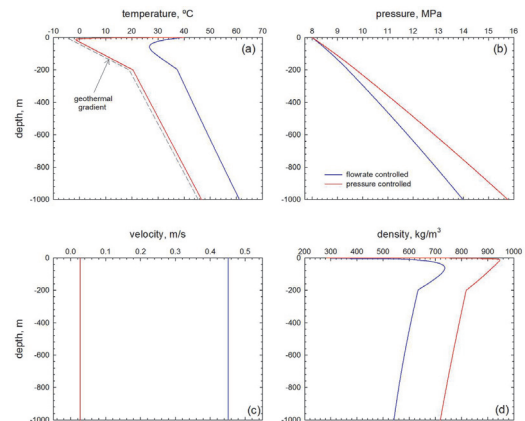 temperature, ºC
-10 0 10 20 30 40 50 60 70
0
-200
-400
-600
-800
-1000
depth, m
(a)
geothermal
gradient
pressure, MPa
8 9 10 11 12 13 14 15 16
0
-200
-400
-600
-800
-1000
(b)
flowrate controlled
pressure controlled
velocity, m/s
0.0 0.1 0.2 0.3 0.4 0.5
0
-200
-400
-600
-800
-1000
depth, m
(c)
density, kg/m3
200 300 400 500 600 700 800 900 1000
0
-200
-400
-600
-800
-1000
(d)